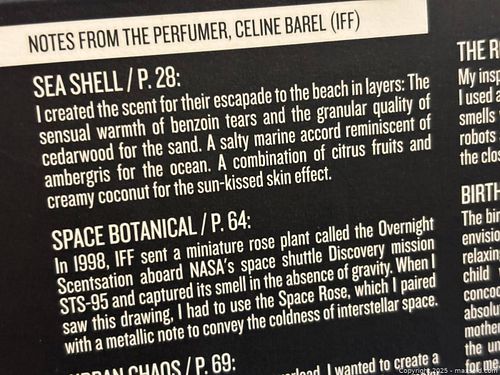 NOTES FROM THE PERFUMER, CELINE BAREL (IFF)
SEA SHELL / P. 28:
I created the scent for their escapade to the beach in layers: The
sensual warmth of benzoin tears and the granular quality of
cedarwood for the sand. A salty marine accord reminiscent of
ambergris for the ocean. A combination of citrus fruits and
creamy coconut for the sun-kissed skin effect.
SPACE BOTANICAL / P. 64:
In 1998, IFF sent a miniature rose plant called the Overnight
Scentsation aboard NASA's space shuttle Discovery mission
STS-95 and captured its smell in the absence of gravity. When I
saw this drawing, I had to use the Space Rose, which I paired
with a metallic note to convey the coldness of interstellar space.
CHAOS / P. 69:
I wanted to create a
THE R
My insp
I used a
smells
robots
the clos
BIRTH
The bir
envisio
relaxin
child
concoc
absolu
mothe
the un
for me
Copyright 2025 -